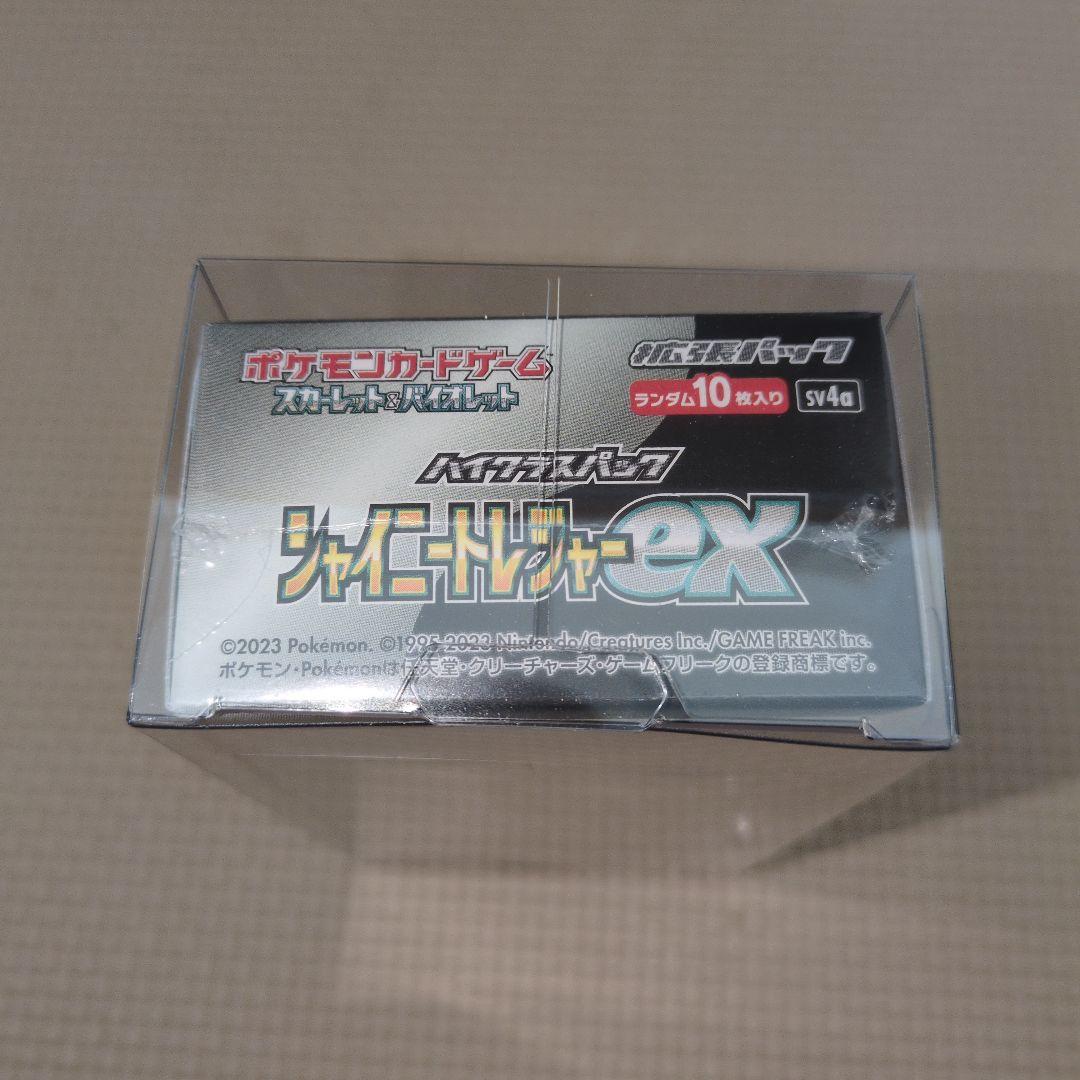 ポケモンカードゲーム
スカーレット&バイオレット
拡張パック
ランダム10枚入り sv4a
ハイクラスパック
シャイニートレジャーex
©2023 Pokémon. ©1995-2023 Nintendo/Creatures Inc./GAME FREAK inc.
ポケモン・Pokémonは任天堂・クリーチャーズ・ゲームフリークの登録商標です。